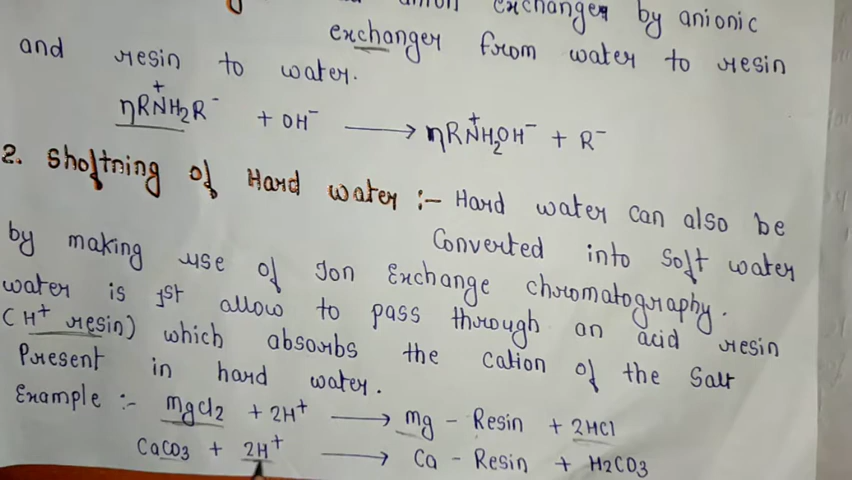 anion exchanger by anionic
exchanger from water to resin
and resin to water.
ηRN⁺H₂R⁻ + OH⁻ ⟶ ηRN⁺H₂OH⁻ + R⁻
2. Shoftning of Hard water :- Hard water can also be
Converted into soft water
by making use of Ion Exchange chromatography.
water is 1st allow to pass through an acid resin
(H⁺ resin) which absorbs the cation of the Salt
Present in hard water.
Example :- Mgcl₂ + 2H⁺ ⟶ mg - Resin + 2HCl
CaCO₃ + 2H⁺ ⟶ Ca - Resin + H₂CO₃